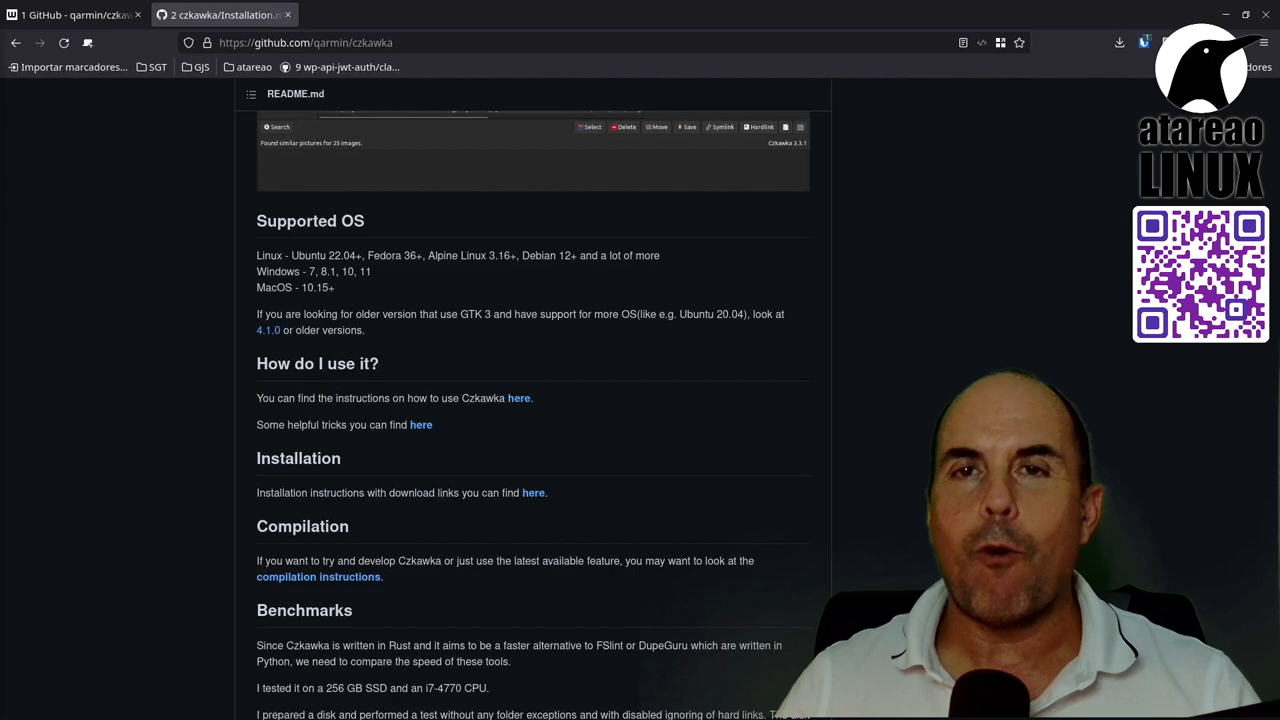 1 GitHub - qarmin/czkaw
2 czkawka/Installation.m
https://github.com/qarmin/czkawka
Importar marcadores...
SGT
GJS
atareao
9 wp-api-jwt-auth/cla...
README.md
Search
Select
Delete
Move
Save
Symlink
Hardlink
Found similar pictures for 25 images.
Czkawka 3.3.1
Supported OS
Linux - Ubuntu 22.04+, Fedora 36+, Alpine Linux 3.16+, Debian 12+ and a lot of more
Windows - 7, 8.1, 10, 11
MacOS - 10.15+
If you are looking for older version that use GTK 3 and have support for more OS(like e.g. Ubuntu 20.04), look at
4.1.0 or older versions.
How do I use it?
You can find the instructions on how to use Czkawka here.
Some helpful tricks you can find here
Installation
Installation instructions with download links you can find here.
Compilation
If you want to try and develop Czkawka or just use the latest available feature, you may want to look at the
compilation instructions.
Benchmarks
Since Czkawka is written in Rust and it aims to be a faster alternative to FSlint or DupeGuru which are written in
Python, we need to compare the speed of these tools.
I tested it on a 256 GB SSD and an i7-4770 CPU.
I prepared a disk and performed a test without any folder exceptions and with disabled ignoring of hard links. The disk
atareao
LINUX